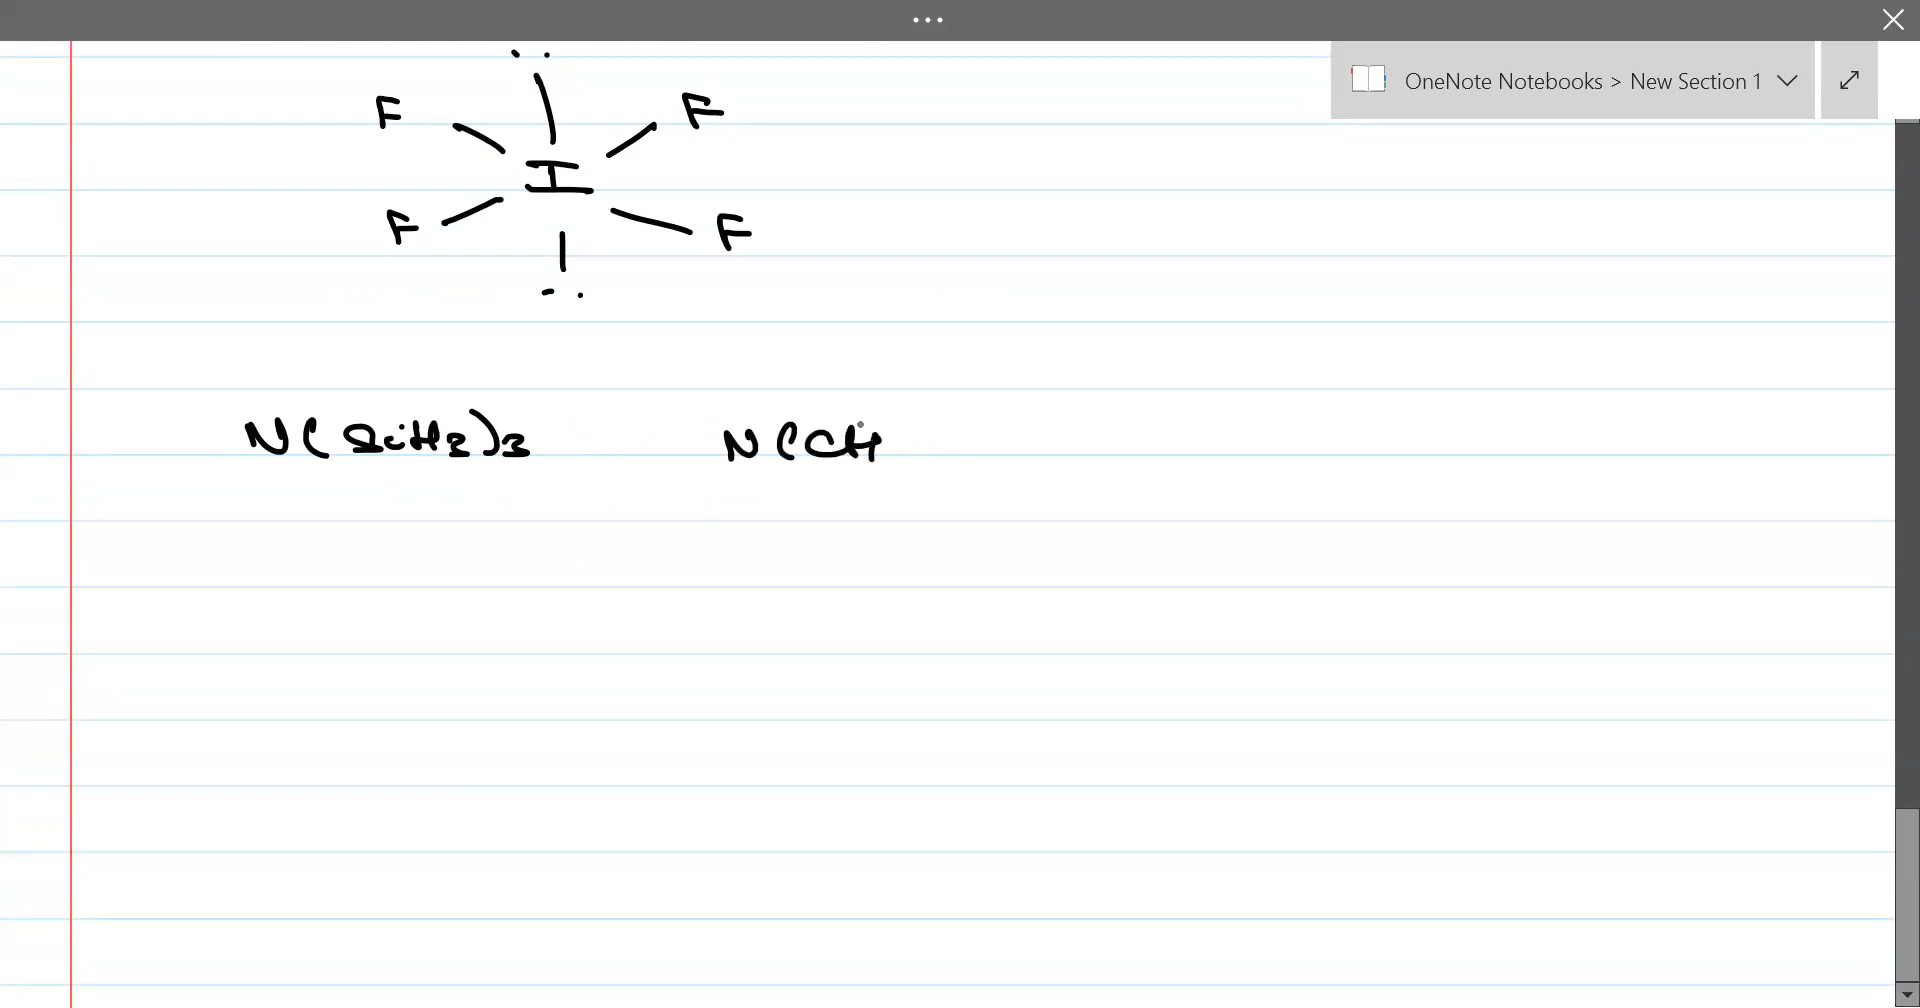 OneNote Notebooks > New Section 1
F F
I
F F
N(SiH3)3 N(CH